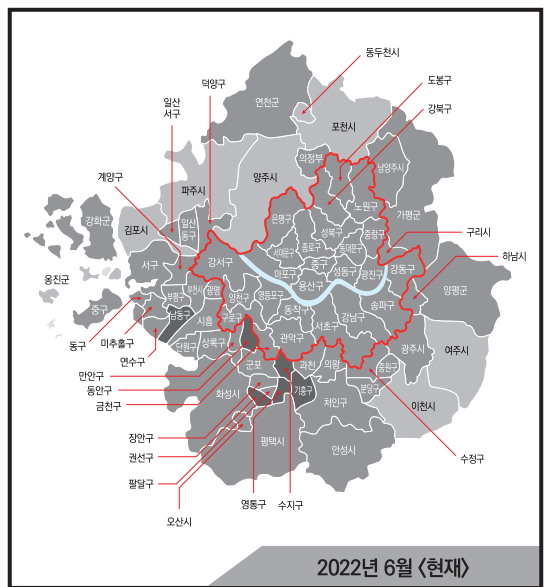 동두천시
도봉구
덕양구
강북구
일산
서구
연천군
포천시
의정부
남양주시
계양구
양주시
파주시
은평구
노원구
강화군
김포시
일산
동구
성북구
중랑구
가평군
구리시
서대문구
종로구
동대문구
강서구
하남시
서구
중구
성동구
광진구
강동구
옹진군
마포구
용산구
양평군
부평구
부천시
광명
양천구
영등포구
송파구
중구
남동구
동작구
강남구
시흥
구로구
서초구
동구
미추홀구
상록구
관악구
광주시
여주시
연수구
단원구
과천
의왕
중원구
만안구
군포
분당구
동안구
화성시
기흥구
처인구
이천시
금천구
장안구
평택시
안성시
수정구
권선구
팔달구
영통구
수지구
오산시
2022년 6월 〈현재〉